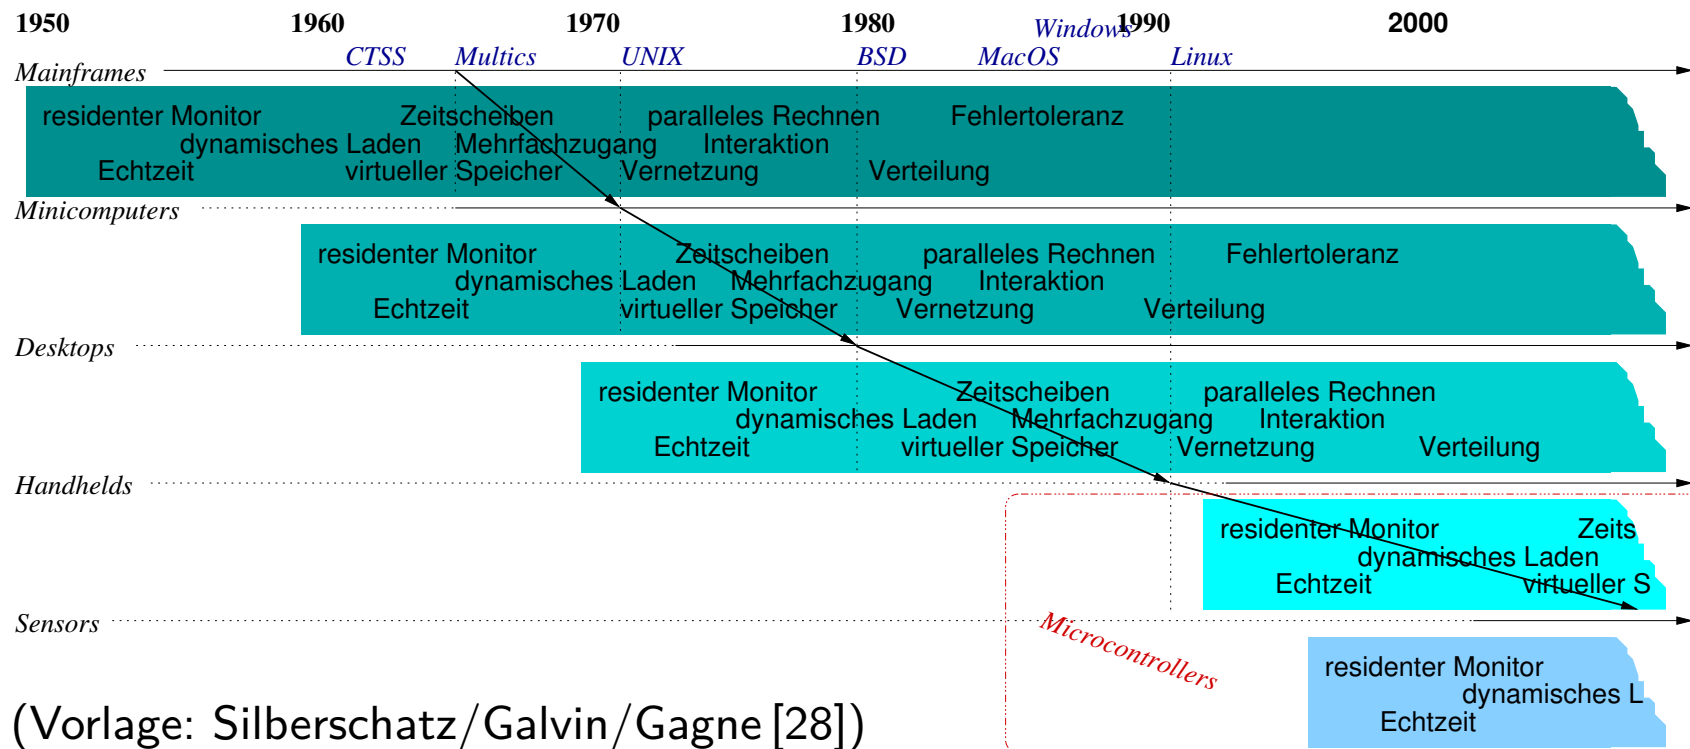 1950 1960 1970 1980 1990 2000
Windows
CTSS Multics UNIX BSD MacOS Linux
Mainframes
residenter Monitor Zeitscheiben paralleles Rechnen Fehlertoleranz
dynamisches Laden Mehrfachzugang Interaktion
Echtzeit virtueller Speicher Vernetzung Verteilung
Minicomputers
residenter Monitor Zeitscheiben paralleles Rechnen Fehlertoleranz
dynamisches Laden Mehrfachzugang Interaktion
Echtzeit virtueller Speicher Vernetzung Verteilung
Desktops
residenter Monitor Zeitscheiben paralleles Rechnen
dynamisches Laden Mehrfachzugang Interaktion
Echtzeit virtueller Speicher Vernetzung Verteilung
Handhelds
residenter Monitor Zeits
dynamisches Laden
Echtzeit virtueller S
Sensors
Microcontrollers
residenter Monitor
dynamisches L
Echtzeit
(Vorlage: Silberschatz/Galvin/Gagne [28])